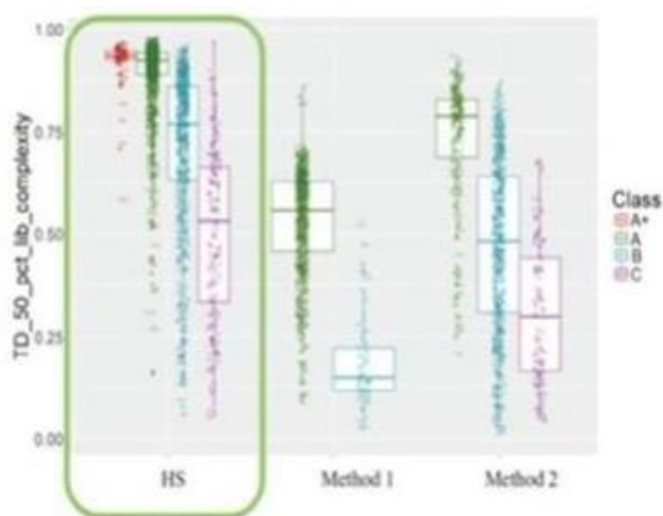 TD_50_pct_lib_complexity
1.00
0.75
0.50
0.25
0.00
HS
Method 1
Method 2
Class
A+
A
B
C